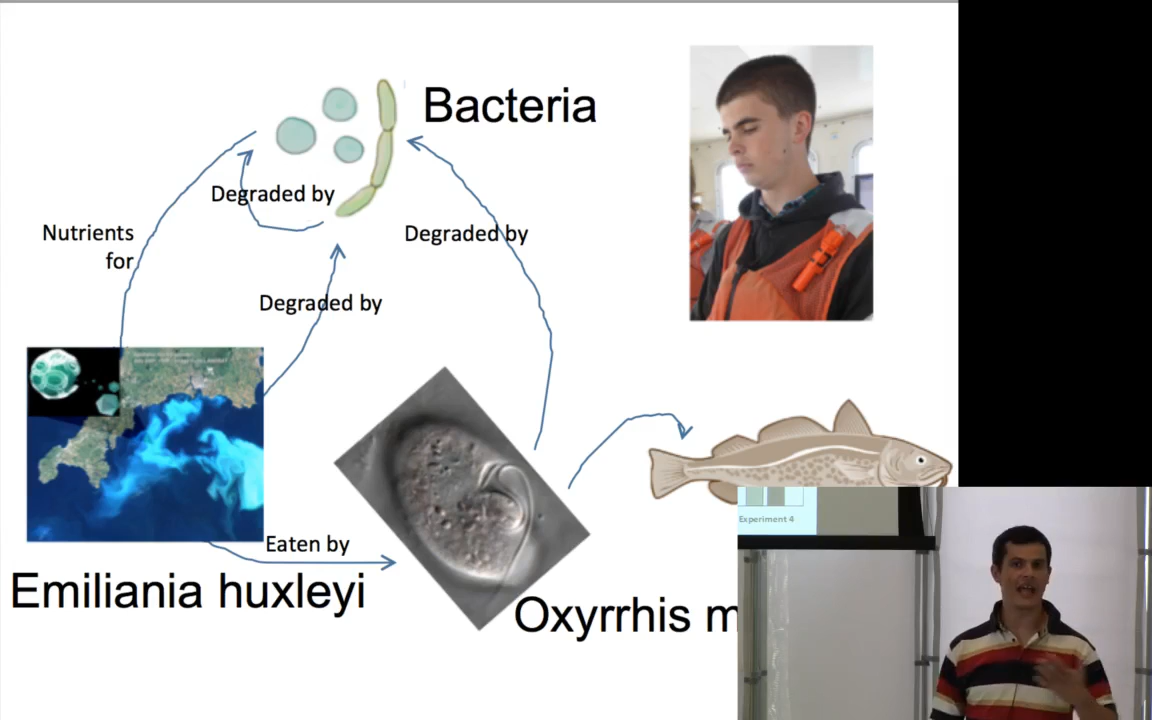 Bacteria
Degraded by
Nutrients
for
Degraded by
Degraded by
Eaten by
Emiliania huxleyi
Oxyrrhis m
Experiment 4